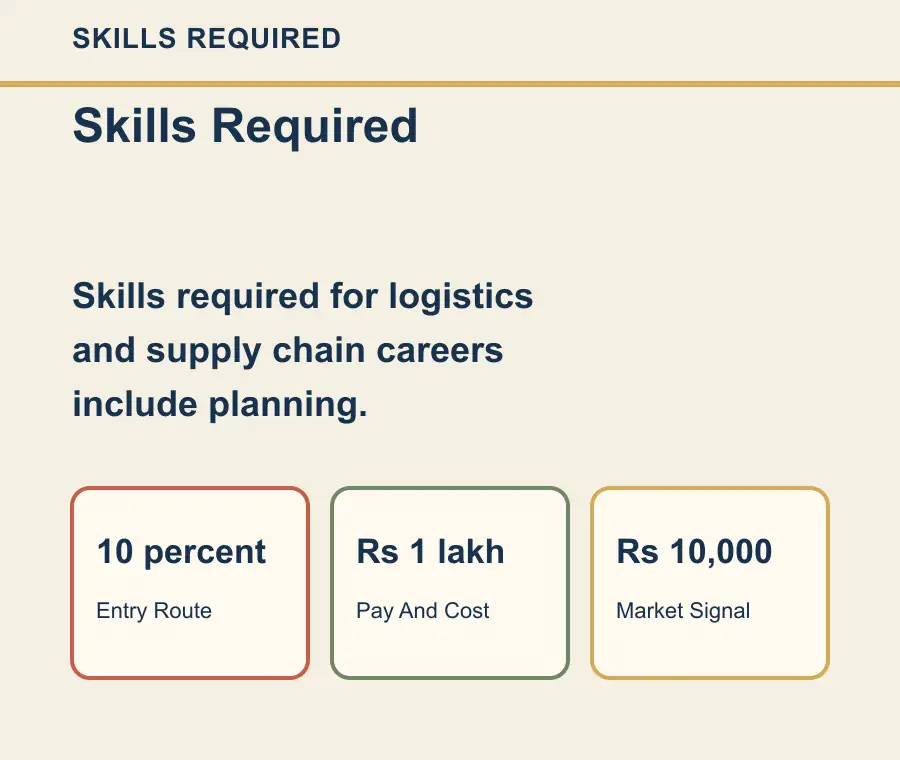 SKILLS REQUIRED
Skills Required
Skills required for logistics
and supply chain careers
include planning.
10 percent
Entry Route
Rs 1 lakh
Pay And Cost
Rs 10,000
Market Signal